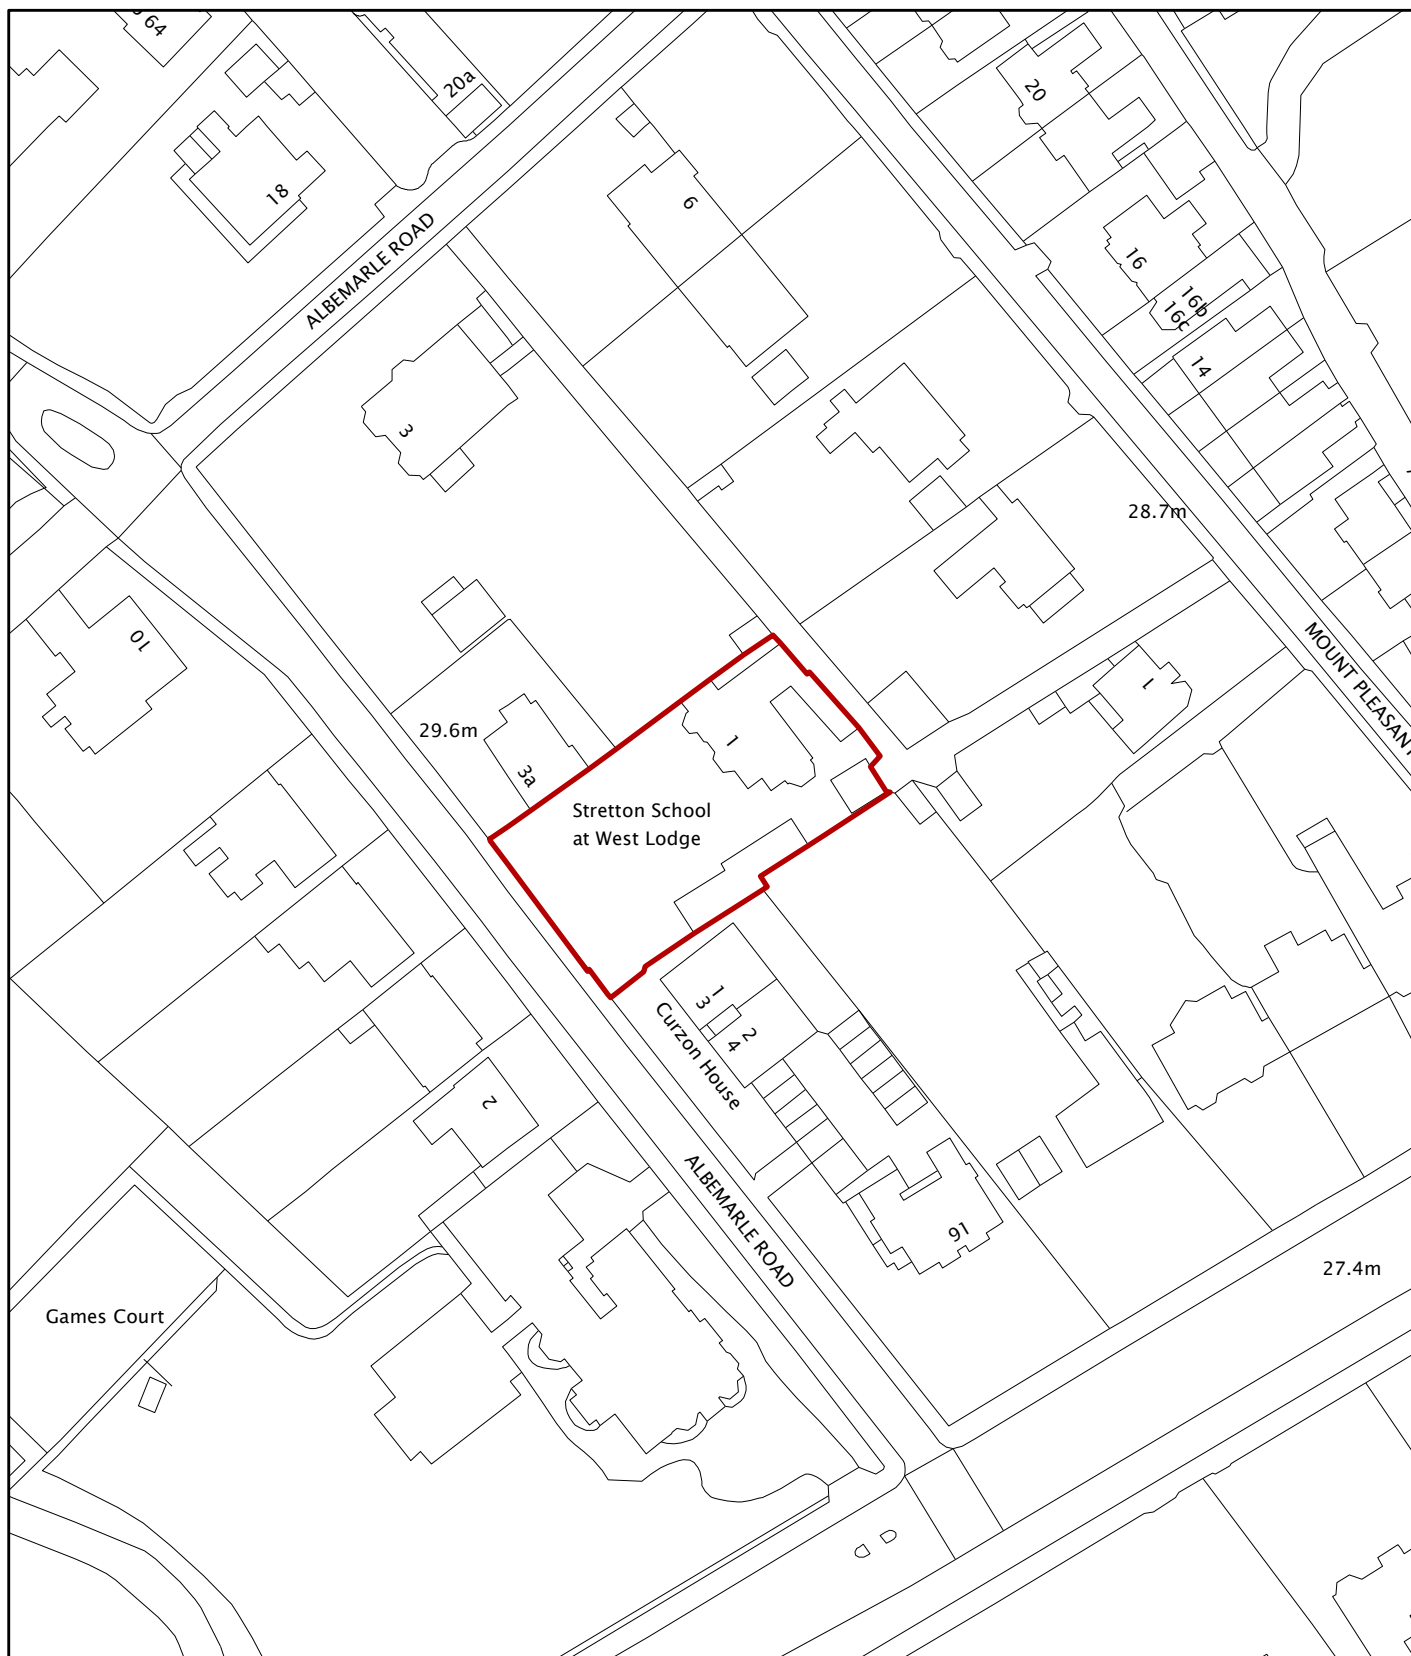 64
20a
20
18
6
ALBEMARLE ROAD
16
16b
16c
14
3
28.7m
10
MOUNT PLEASANT
1
29.6m
1
3a
Stretton School
at West Lodge
1
3
2
4
Curzon House
2
ALBEMARLE ROAD
16
27.4m
Games Court